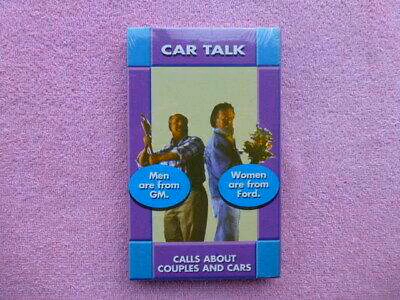 CAR TALK
Men
are from
GM.
Women
are from
Ford.
CALLS ABOUT
COUPLES AND CARS